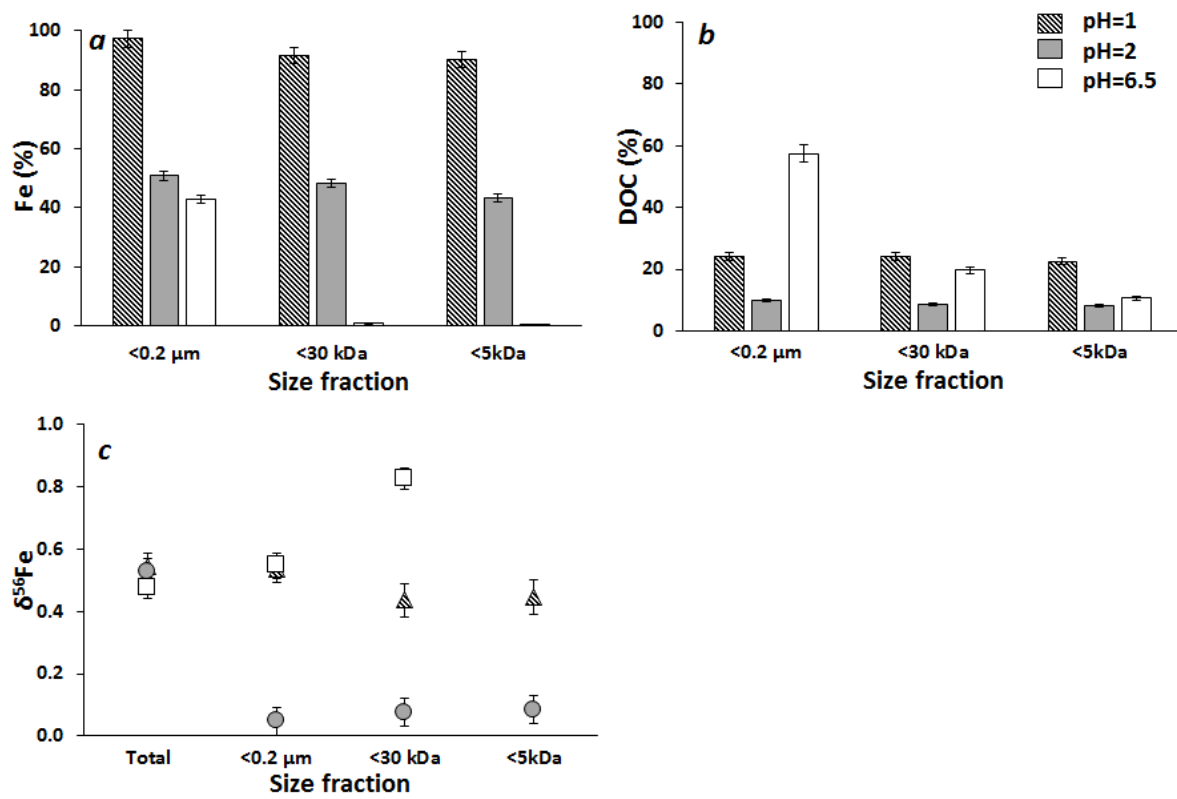 a
100
80
60
40
20
0
Fe (%)
<0.2 µm <30 kDa <5kDa
Size fraction
b
100
80
60
40
20
0
DOC (%)
<0.2 µm <30 kDa <5kDa
Size fraction
pH=1
pH=2
pH=6.5
c
1.0
0.8
0.6
0.4
0.2
0.0
δ⁵⁶Fe
Total <0.2 µm <30 kDa <5kDa
Size fraction